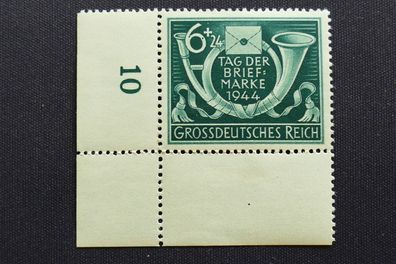 10
6+24
TAG DER
BRIEF=
MARKE
1944
GROSSDEUTSCHES REICH